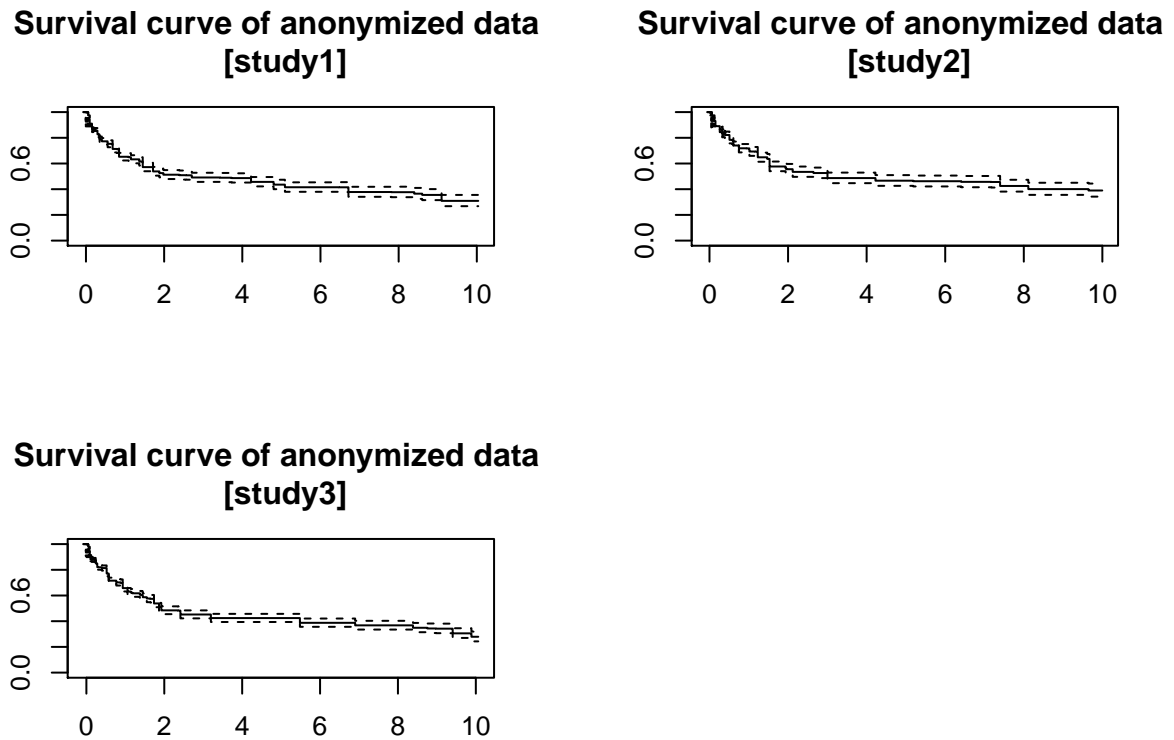 Survival curve of anonymized data
[study1]
0.6
0.0
0 2 4 6 8 10
Survival curve of anonymized data
[study2]
0.6
0.0
0 2 4 6 8 10
Survival curve of anonymized data
[study3]
0.6
0.0
0 2 4 6 8 10